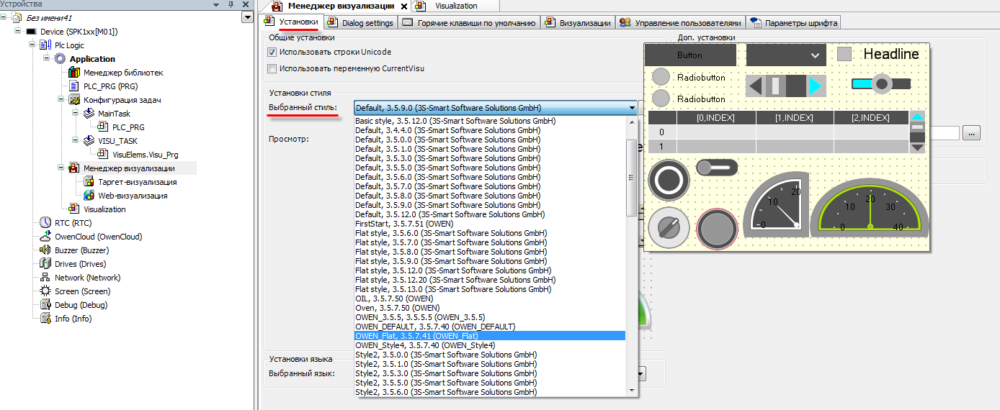 Устройства
Без имени41
Device (SPK1xx[M01])
Plc Logic
Application
Менеджер библиотек
PLC_PRG (PRG)
Конфигурация задач
MainTask
PLC_PRG
VISU_TASK
VisuElems.Visu_Prg
Менеджер визуализации
Таргет-визуализация
Web-визуализация
Visualization
RTC (RTC)
OwenCloud (OwenCloud)
Buzzer (Buzzer)
Drives (Drives)
Network (Network)
Screen (Screen)
Debug (Debug)
Info (Info)
Менеджер визуализации
Visualization
Установки
Dialog settings
Горячие клавиши по умолчанию
Визуализации
Управление пользователями
Параметры шрифта
Общие установки
Использовать строки Unicode
Использовать переменную CurrentVisu
Установки стиля
Выбранный стиль:
Default, 3.5.9.0 (3S-Smart Software Solutions GmbH)
Просмотр:
Basic style, 3.5.12.0 (3S-Smart Software Solutions GmbH)
Default, 3.4.4.0 (3S-Smart Software Solutions GmbH)
Default, 3.5.0.0 (3S-Smart Software Solutions GmbH)
Default, 3.5.1.0 (3S-Smart Software Solutions GmbH)
Default, 3.5.3.0 (3S-Smart Software Solutions GmbH)
Default, 3.5.5.0 (3S-Smart Software Solutions GmbH)
Default, 3.5.6.0 (3S-Smart Software Solutions GmbH)
Default, 3.5.7.0 (3S-Smart Software Solutions GmbH)
Default, 3.5.8.0 (3S-Smart Software Solutions GmbH)
Default, 3.5.9.0 (3S-Smart Software Solutions GmbH)
Default, 3.5.12.0 (3S-Smart Software Solutions GmbH)
FirstStart, 3.5.7.51 (OWEN)
Flat style, 3.5.6.0 (3S-Smart Software Solutions GmbH)
Flat style, 3.5.7.0 (3S-Smart Software Solutions GmbH)
Flat style, 3.5.8.0 (3S-Smart Software Solutions GmbH)
Flat style, 3.5.9.0 (3S-Smart Software Solutions GmbH)
Flat style, 3.5.12.0 (3S-Smart Software Solutions GmbH)
Flat style, 3.5.12.20 (3S-Smart Software Solutions GmbH)
Flat style, 3.5.13.0 (3S-Smart Software Solutions GmbH)
OIL, 3.5.7.50 (OWEN)
Oven, 3.5.7.50 (OWEN)
OWEN_3.5.5, 3.5.5.5 (OWEN_3.5.5)
OWEN_DEFAULT, 3.5.7.40 (OWEN_DEFAULT)
OWEN_Flat, 3.5.7.41 (OWEN_Flat)
OWEN_Style4, 3.5.7.40 (OWEN_Style4)
Style2, 3.5.0.0 (3S-Smart Software Solutions GmbH)
Style2, 3.5.1.0 (3S-Smart Software Solutions GmbH)
Style2, 3.5.3.0 (3S-Smart Software Solutions GmbH)
Style2, 3.5.5.0 (3S-Smart Software Solutions GmbH)
Style2, 3.5.6.0 (3S-Smart Software Solutions GmbH)
Установки языка
Выбранный язык:
Доп. установки
...
Button
Headline
Radiobutton
Radiobutton
[0,INDEX] [1,INDEX] [2,INDEX]
0
1
0 10 20
0 10 20 30 40